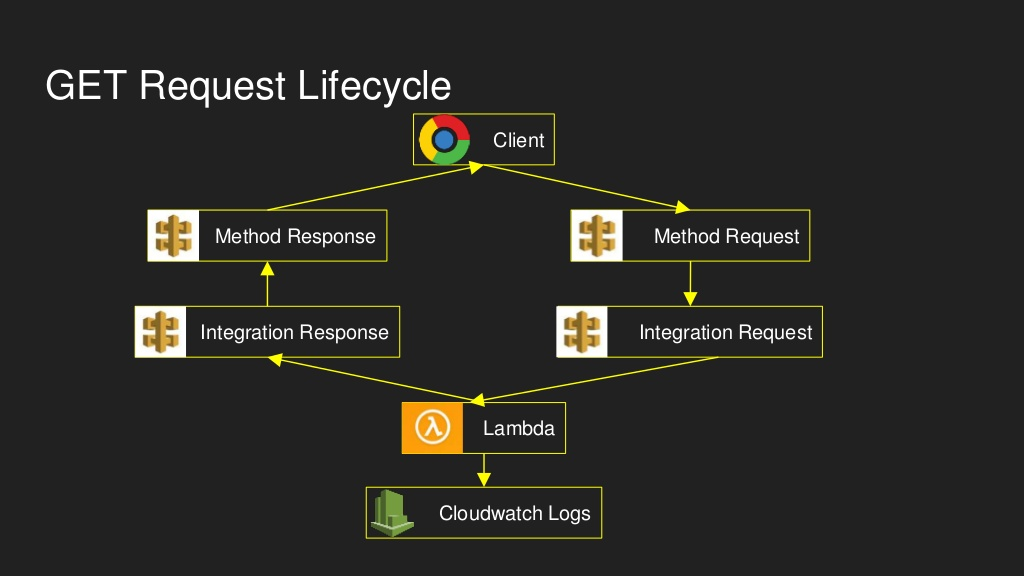 GET Request Lifecycle
Client
Method Response
Method Request
Integration Response
Integration Request
Lambda
Cloudwatch Logs